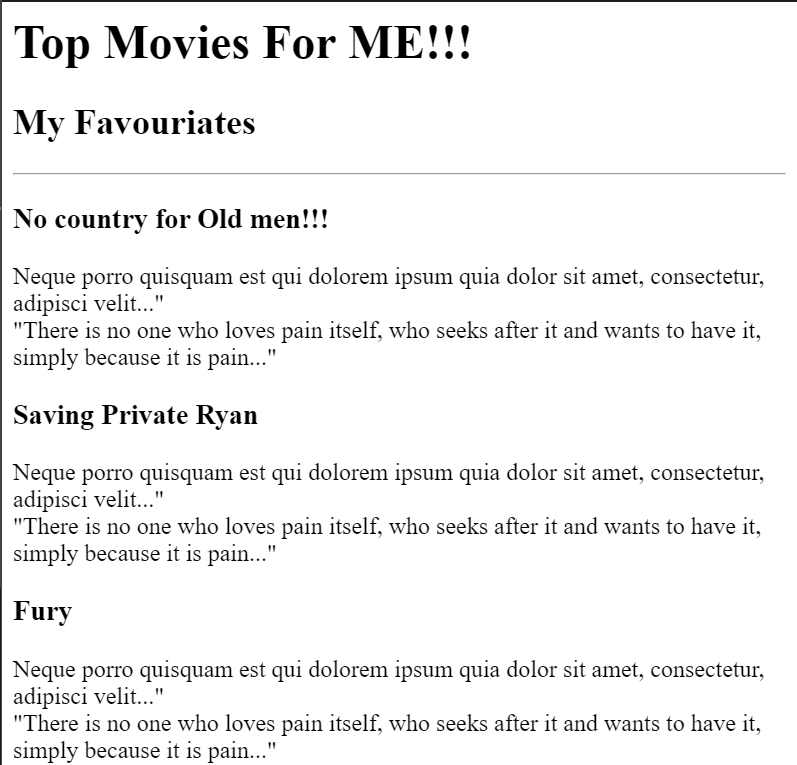 Top Movies For ME!!!
My Favouriates
No country for Old men!!!
Neque porro quisquam est qui dolorem ipsum quia dolor sit amet, consectetur,
adipisci velit..."
"There is no one who loves pain itself, who seeks after it and wants to have it,
simply because it is pain..."
Saving Private Ryan
Neque porro quisquam est qui dolorem ipsum quia dolor sit amet, consectetur,
adipisci velit..."
"There is no one who loves pain itself, who seeks after it and wants to have it,
simply because it is pain..."
Fury
Neque porro quisquam est qui dolorem ipsum quia dolor sit amet, consectetur,
adipisci velit..."
"There is no one who loves pain itself, who seeks after it and wants to have it,
simply because it is pain..."